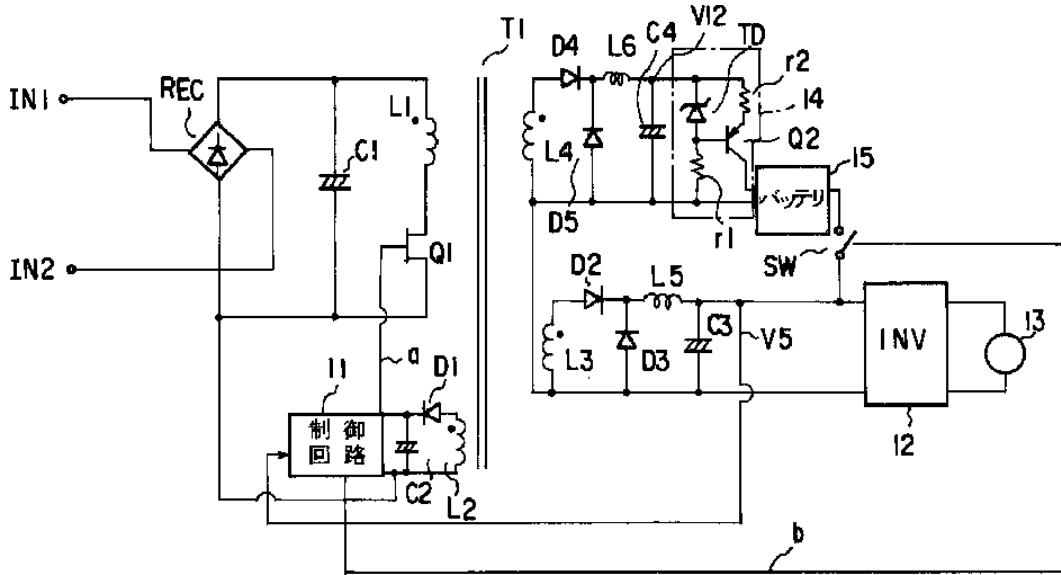 T1
C4
V12
TD
D4
L6
r2
14
REC
IN1
L1
C1
L4
Q2
15
D5
r1
バッテリ
IN2
Q1
SW
D2
L5
C3
13
a
L3
D3
V5
INV
11
D1
12
制御
回路
C2
L2
b